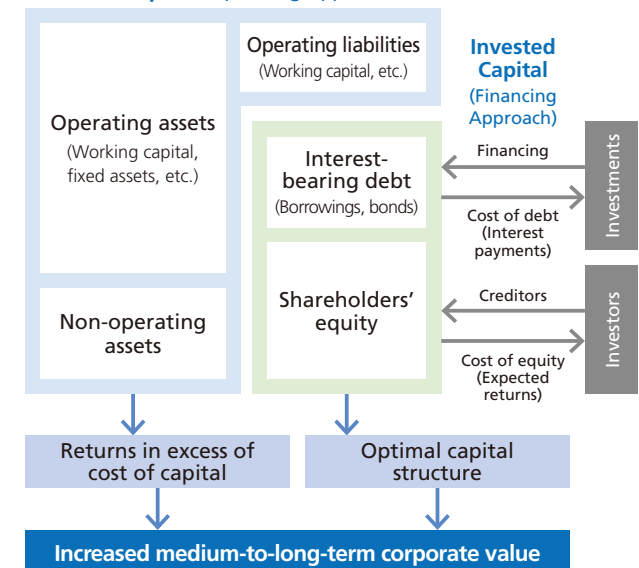 Operating liabilities
(Working capital, etc.)
Invested
Capital
(Financing
Approach)
Operating assets
(Working capital,
fixed assets, etc.)
Interest-
bearing debt
(Borrowings, bonds)
Financing
Cost of debt
(Interest
payments)
Investments
Non-operating
assets
Shareholders'
equity
Creditors
Cost of equity
(Expected
returns)
Investors
Returns in excess of
cost of capital
Optimal capital
structure
Increased medium-to-long-term corporate value